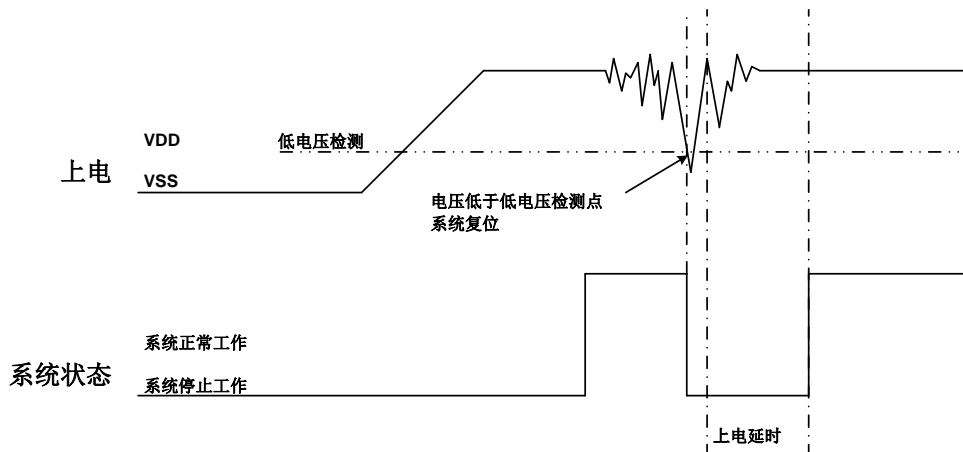 VDD
低电压检测
上电
VSS
电压低于低电压检测点
系统复位
系统正常工作
系统状态
系统停止工作
上电延时